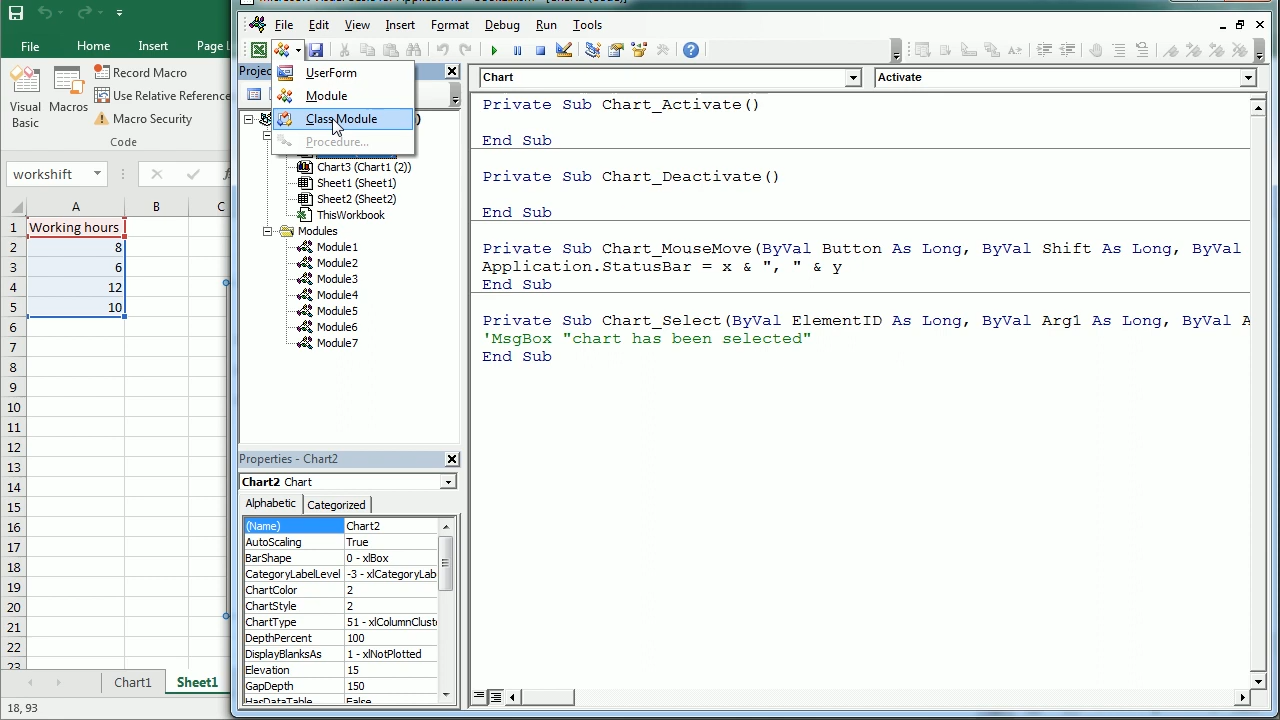 File Home Insert Page L
Visual Basic
Macros
Record Macro
Use Relative Reference
Macro Security
Code
workshift
A B C
1 Working hours
2 8
3 6
4 12
5 10
6
7
8
9
10
11
12
13
14
15
16
17
18
19
20
21
22
23
Chart1 Sheet1
18, 93
File Edit View Insert Format Debug Run Tools
Projec
UserForm
Module
Class Module
Procedure...
Chart3 (Chart1 (2))
Sheet1 (Sheet1)
Sheet2 (Sheet2)
ThisWorkbook
Modules
Module1
Module2
Module3
Module4
Module5
Module6
Module7
Properties - Chart2
Chart2 Chart
Alphabetic Categorized
(Name) Chart2
AutoScaling True
BarShape 0 - xlBox
CategoryLabelLevel -3 - xlCategoryLab
ChartColor 2
ChartStyle 2
ChartType 51 - xlColumnCluste
DepthPercent 100
DisplayBlanksAs 1 - xlNotPlotted
Elevation 15
GapDepth 150
HasDataTable False
Chart Activate
Private Sub Chart_Activate()
End Sub
Private Sub Chart_Deactivate()
End Sub
Private Sub Chart_MouseMove(ByVal Button As Long, ByVal Shift As Long, ByVal
Application.StatusBar = x & ", " & y
End Sub
Private Sub Chart_Select(ByVal ElementID As Long, ByVal Arg1 As Long, ByVal A
'MsgBox "chart has been selected"
End Sub